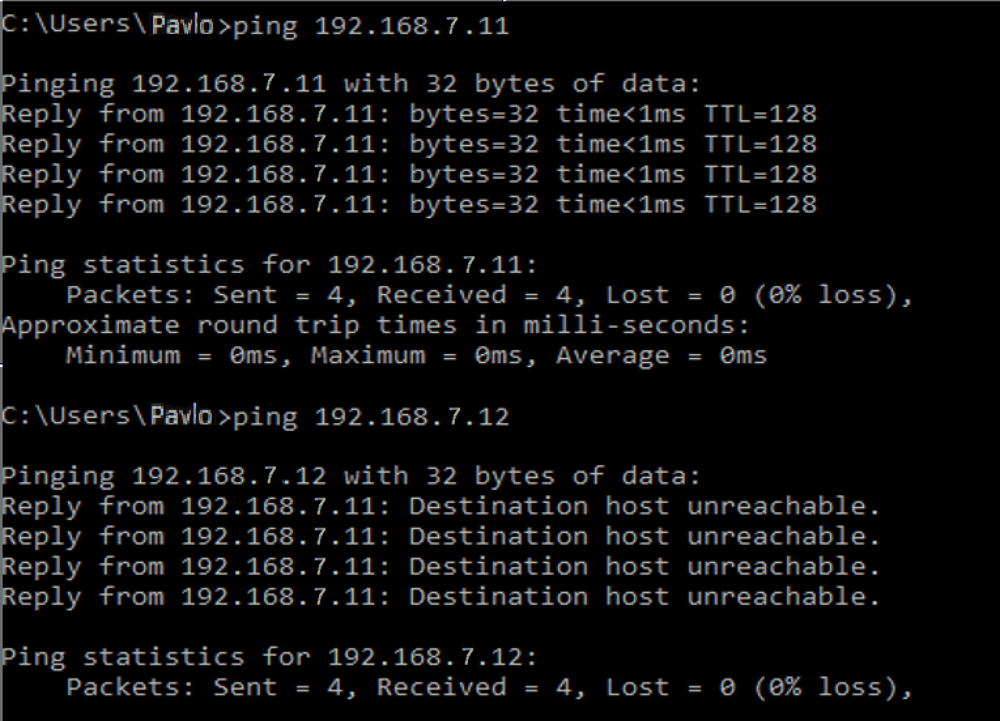 C:\Users\Pavlo>ping 192.168.7.11
Pinging 192.168.7.11 with 32 bytes of data:
Reply from 192.168.7.11: bytes=32 time<1ms TTL=128
Reply from 192.168.7.11: bytes=32 time<1ms TTL=128
Reply from 192.168.7.11: bytes=32 time<1ms TTL=128
Reply from 192.168.7.11: bytes=32 time<1ms TTL=128
Ping statistics for 192.168.7.11:
    Packets: Sent = 4, Received = 4, Lost = 0 (0% loss),
Approximate round trip times in milli-seconds:
    Minimum = 0ms, Maximum = 0ms, Average = 0ms
C:\Users\Pavlo>ping 192.168.7.12
Pinging 192.168.7.12 with 32 bytes of data:
Reply from 192.168.7.11: Destination host unreachable.
Reply from 192.168.7.11: Destination host unreachable.
Reply from 192.168.7.11: Destination host unreachable.
Reply from 192.168.7.11: Destination host unreachable.
Ping statistics for 192.168.7.12:
    Packets: Sent = 4, Received = 4, Lost = 0 (0% loss),